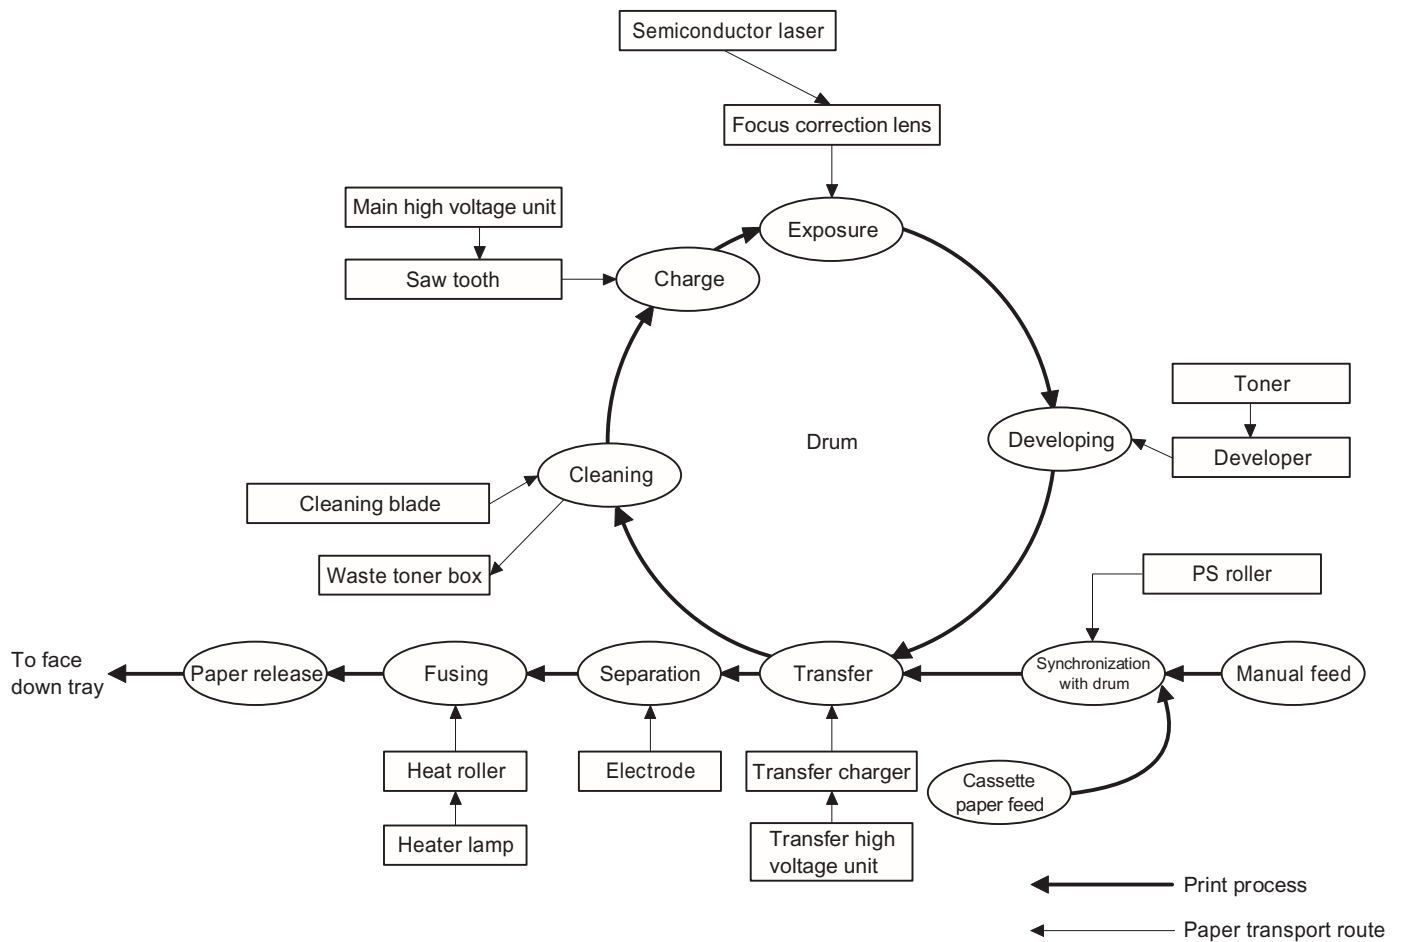 Semiconductor laser
Focus correction lens
Main high voltage unit
Exposure
Saw tooth
Charge
Toner
Drum
Developing
Developer
Cleaning
Cleaning blade
Waste toner box
PS roller
To face
down tray
Paper release
Fusing
Separation
Transfer
Synchronization
with drum
Manual feed
Heat roller
Electrode
Transfer charger
Cassette
paper feed
Heater lamp
Transfer high
voltage unit
Print process
Paper transport route